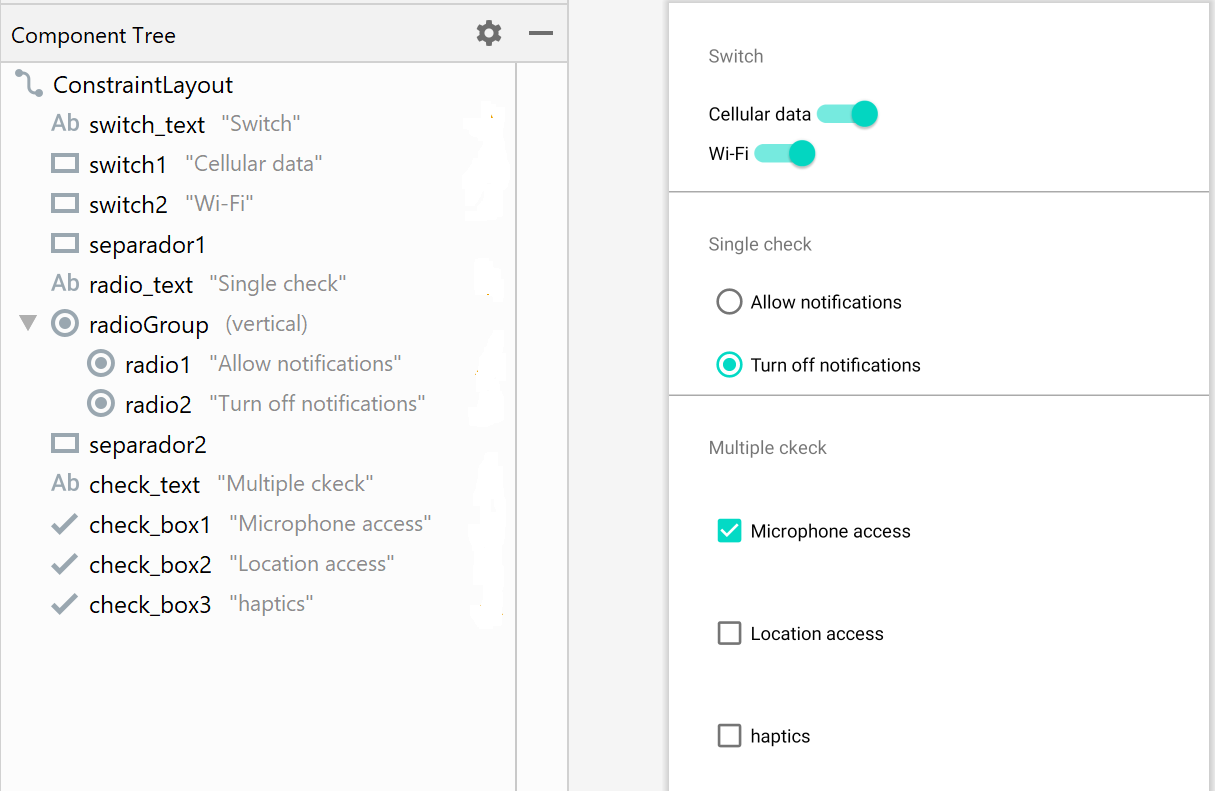 Component Tree
ConstraintLayout
Ab switch_text "Switch"
switch1 "Cellular data"
switch2 "Wi-Fi"
separador1
Ab radio_text "Single check"
radioGroup (vertical)
radio1 "Allow notifications"
radio2 "Turn off notifications"
separador2
Ab check_text "Multiple ckeck"
check_box1 "Microphone access"
check_box2 "Location access"
check_box3 "haptics"
Switch
Cellular data
Wi-Fi
Single check
Allow notifications
Turn off notifications
Multiple ckeck
Microphone access
Location access
haptics